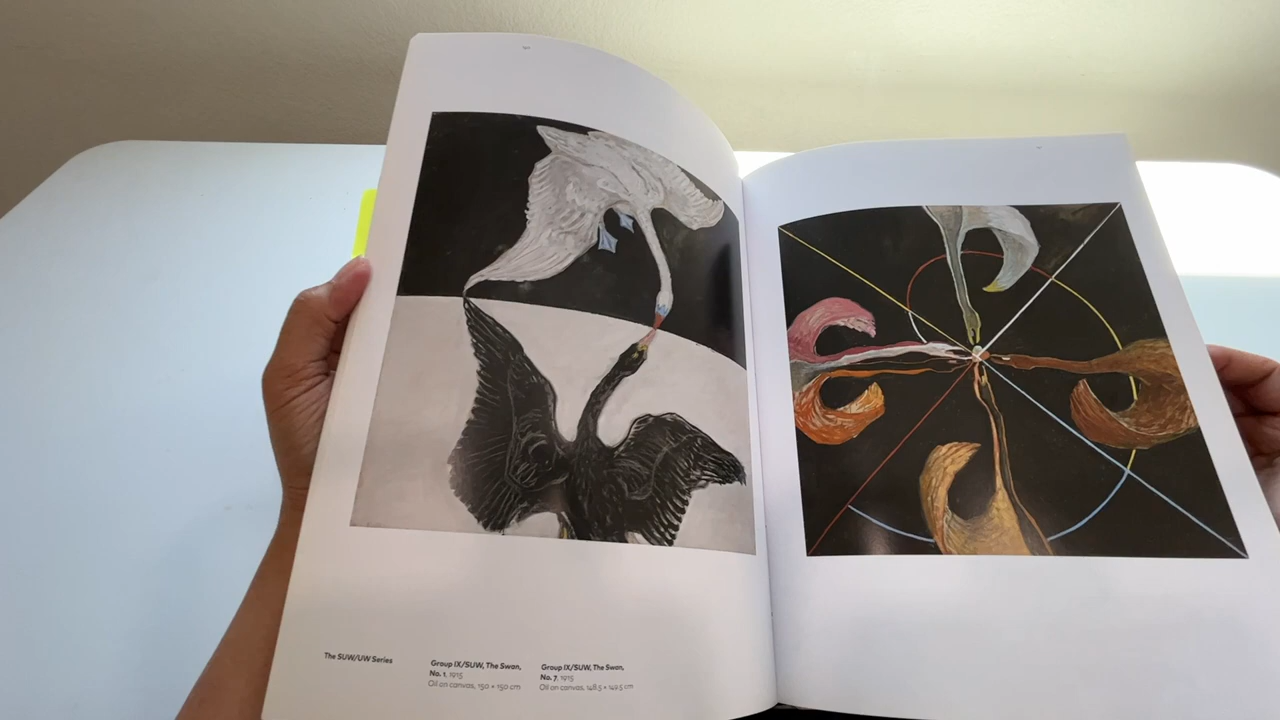 The SUW/UW Series
Group IX/SUW, The Swan,
No. 1, 1915
Oil on canvas, 150 × 150 cm
Group IX/SUW, The Swan,
No. 7, 1915
Oil on canvas, 148.5 × 149.5 cm